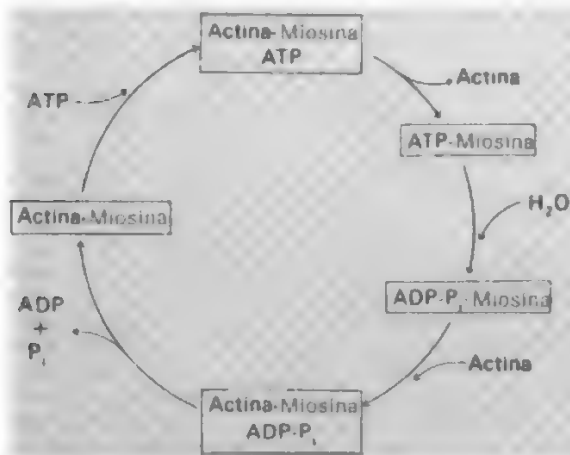 Actina-Miosina
ATP
Actina
ATP
ATP-Miosina
Actina-Miosina
H₂O
ADP-Pᵢ-Miosina
ADP
+
Pᵢ
Actina
Actina-Miosina
ADP-Pᵢ